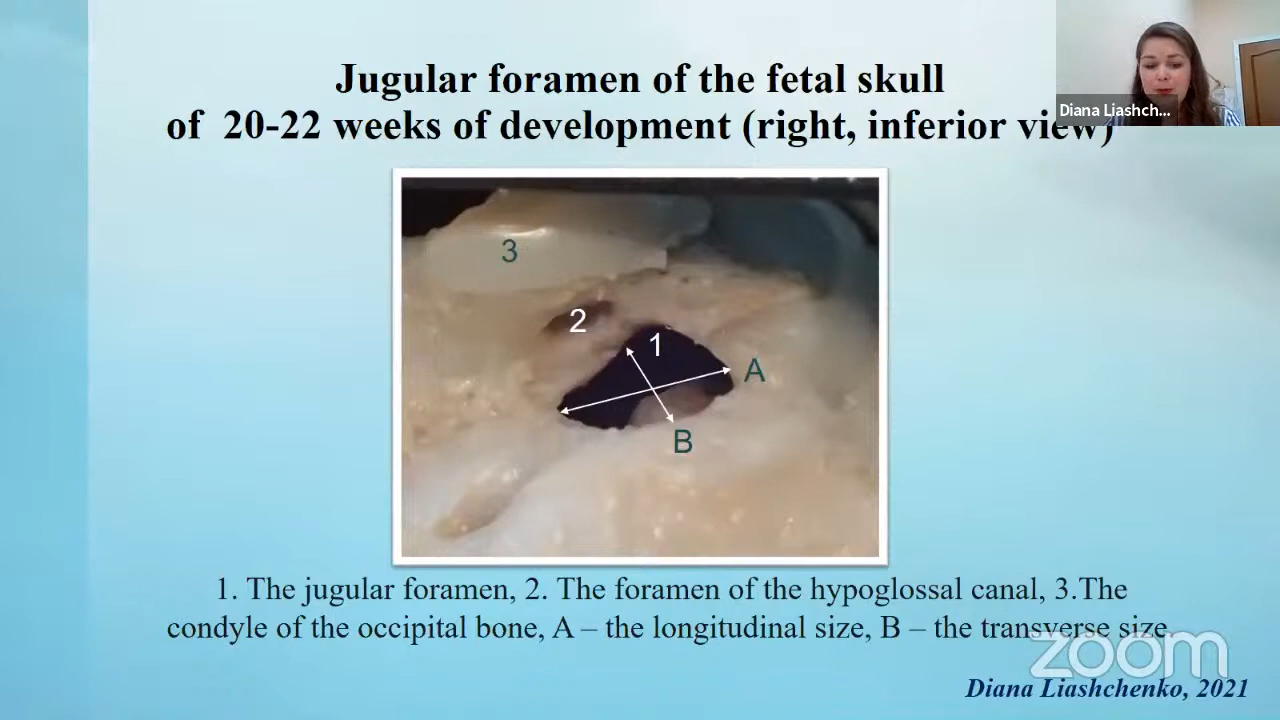 Jugular foramen of the fetal skull
of 20-22 weeks of development (right, inferior view)
Diana Liashch...
3
2
1
A
B
1. The jugular foramen, 2. The foramen of the hypoglossal canal, 3.The
condyle of the occipital bone, A – the longitudinal size, B – the transverse size
zoom
Diana Liashchenko, 2021